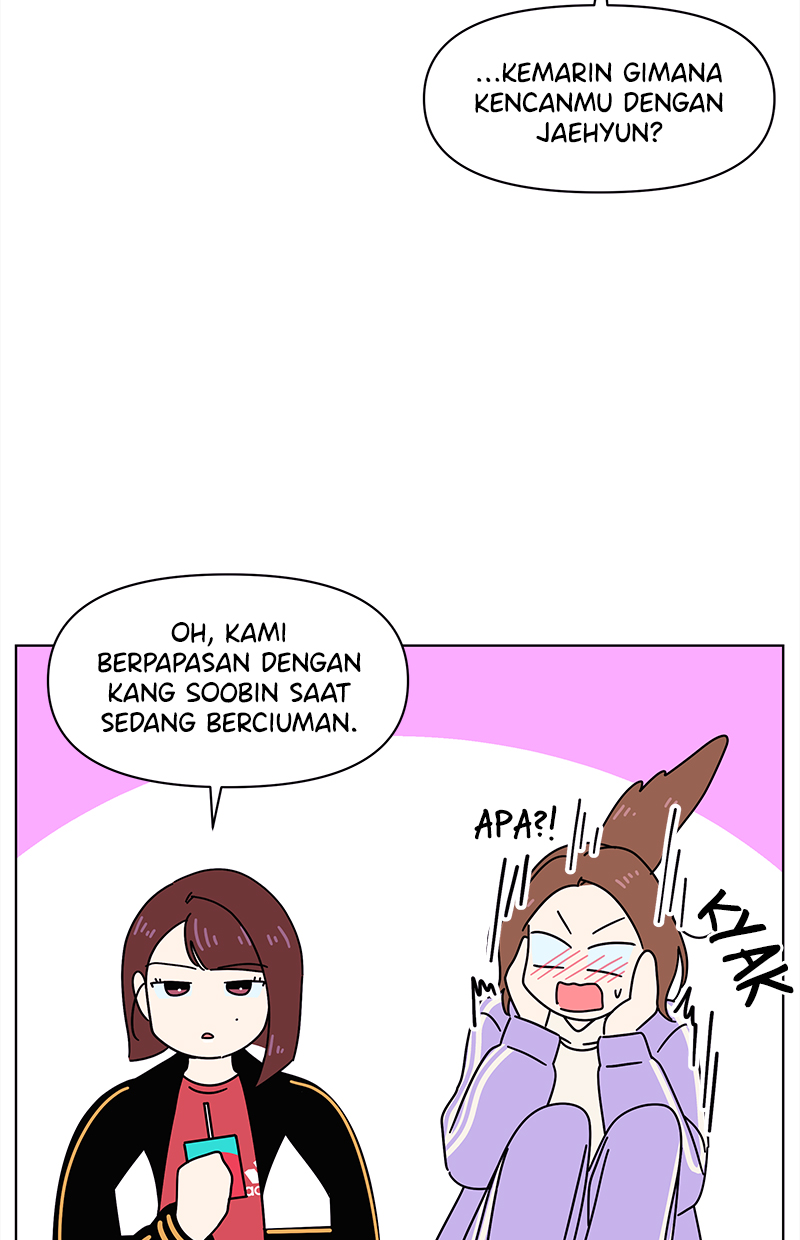 ...KEMARIN GIMANA
KENCANMU DENGAN
JAEHYUN?
OH, KAMI
BERPAPASAN DENGAN
KANG SOOBIN SAAT
SEDANG BERCIUMAN.
APA?!
KYAK